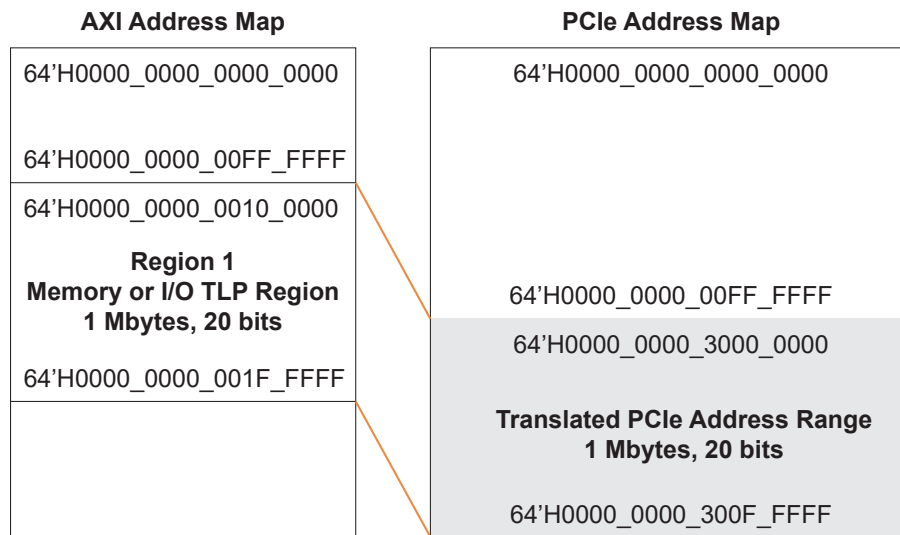 AXI Address Map
64’H0000_0000_0000_0000
64’H0000_0000_00FF_FFFF
64’H0000_0000_0010_0000
Region 1
Memory or I/O TLP Region
1 Mbytes, 20 bits
64’H0000_0000_001F_FFFF
PCIe Address Map
64’H0000_0000_0000_0000
64’H0000_0000_00FF_FFFF
64’H0000_0000_3000_0000
Translated PCIe Address Range
1 Mbytes, 20 bits
64’H0000_0000_300F_FFFF